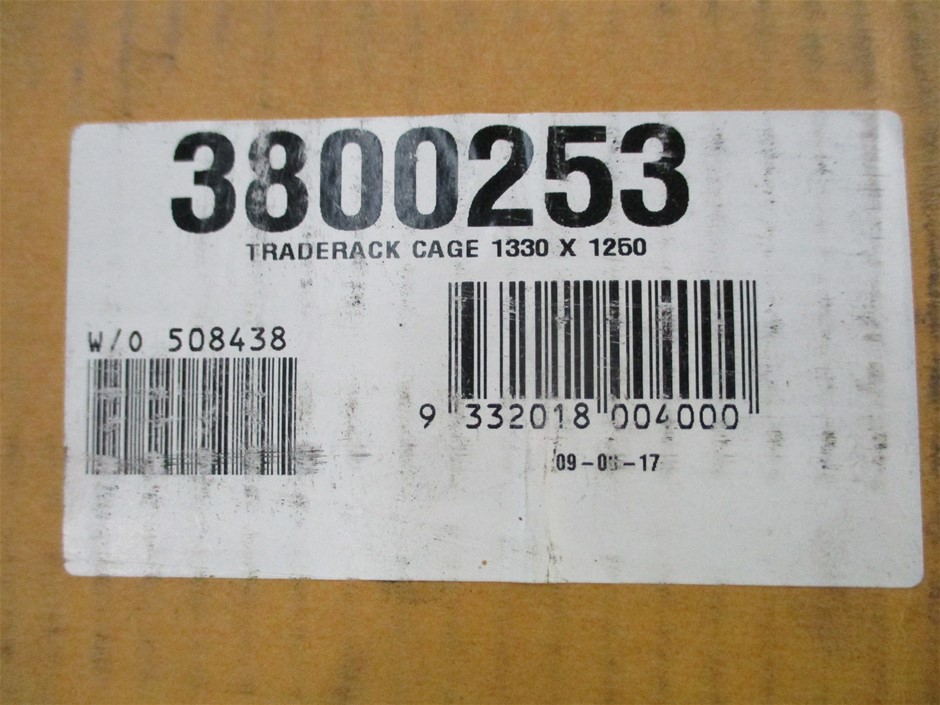 3800253
TRADERACK CAGE 1330 X 1250
W/O 508438
9 332018 004000